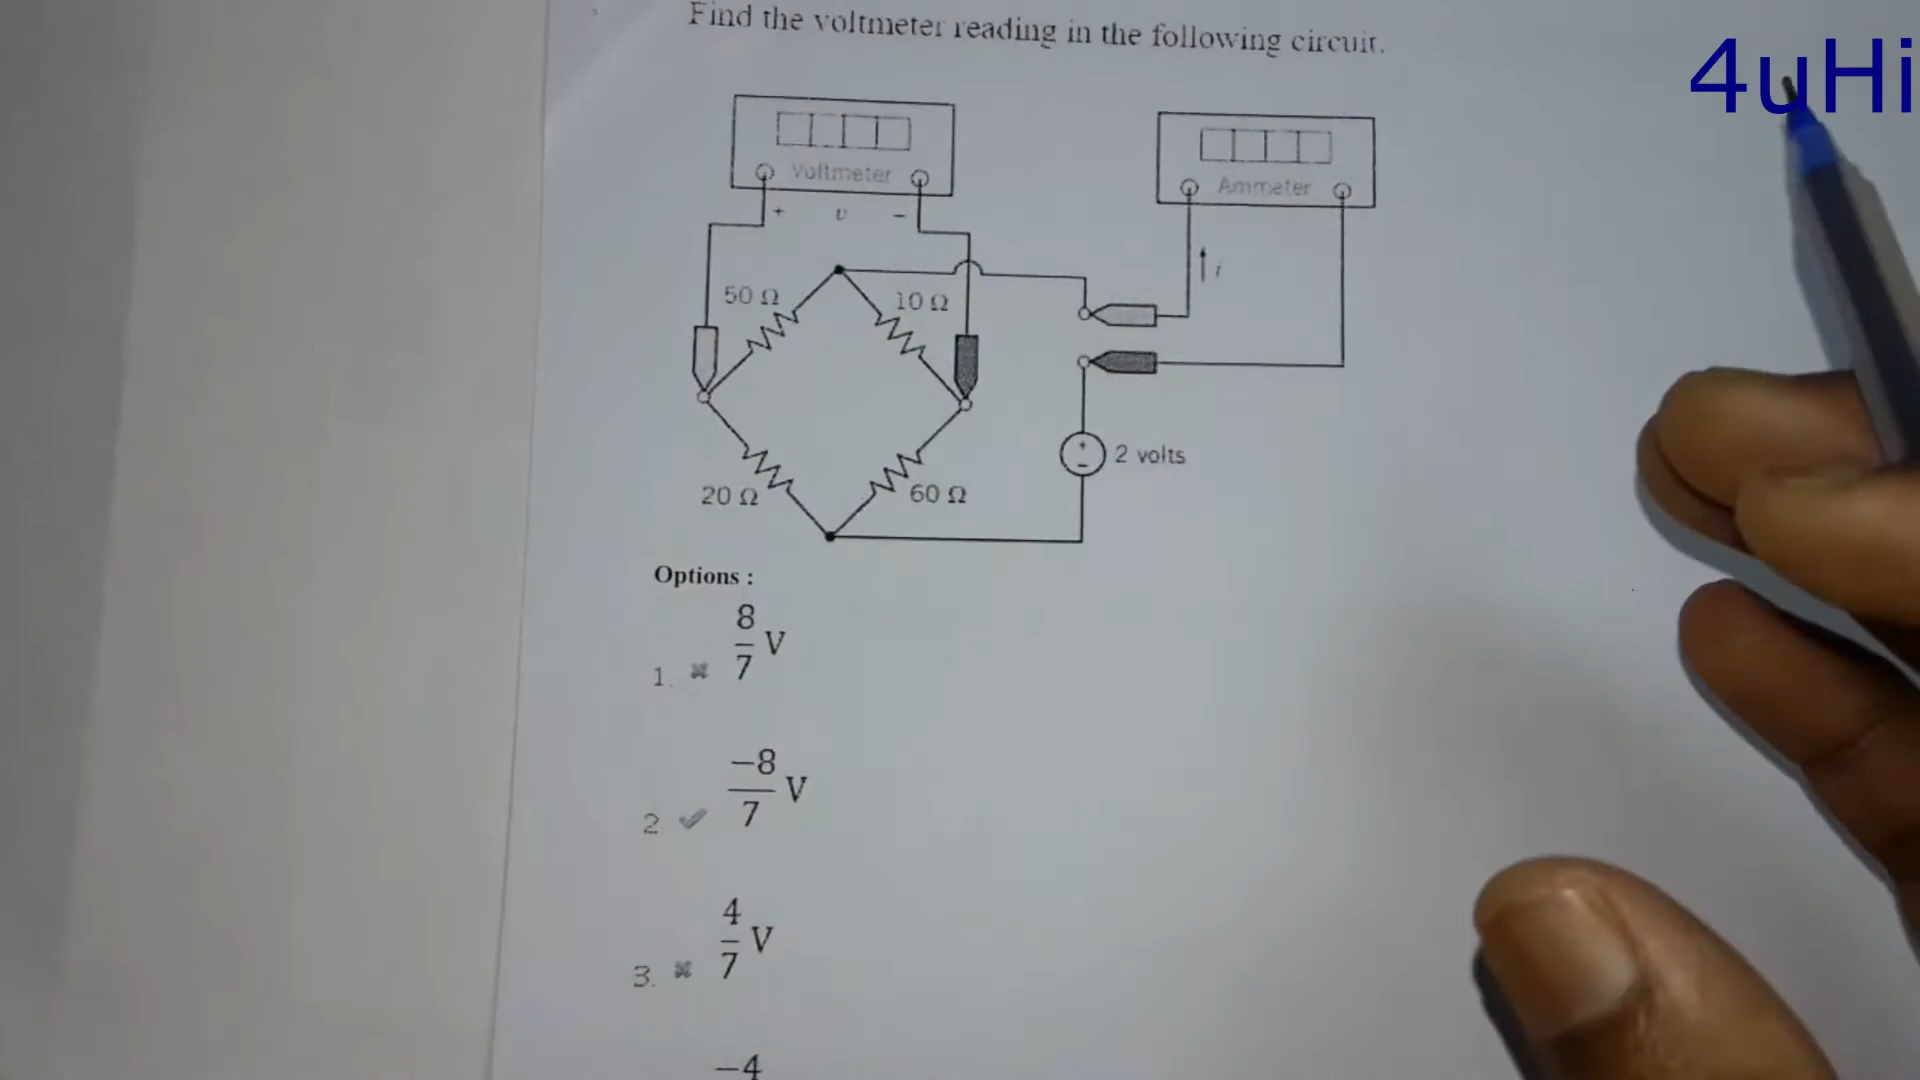 Find the voltmeter reading in the following circuit.
4uHi
Voltmeter
Ammeter
+ v −
i
50 Ω
10 Ω
+
−
2 volts
20 Ω
60 Ω
Options :
1. 8/7 V
2 −8/7 V
3. 4/7 V
−4